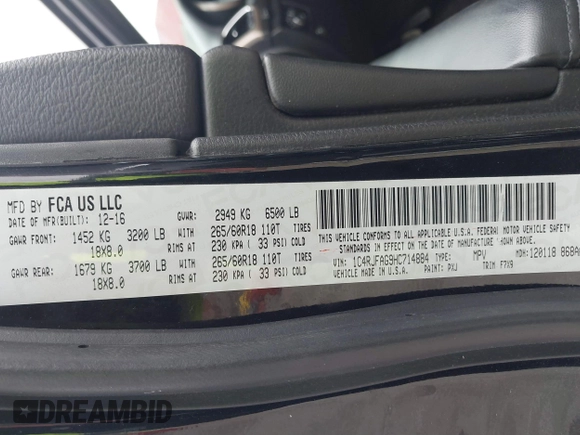 MFD BY FCA US LLC
DATE OF MFR(BUILT): 12-16
GVWR: 2949 KG 6500 LB
GAWR FRONT: 1452 KG 3200 LB WITH 265/60R18 110T TIRES
18X8.0 RIMS AT 230 KPA ( 33 PSI) COLD
GAWR REAR: 1679 KG 3700 LB WITH 265/60R18 110T TIRES
18X8.0 RIMS AT 230 KPA ( 33 PSI) COLD
THIS VEHICLE CONFORMS TO ALL APPLICABLE U.S.A. FEDERAL MOTOR VEHICLE SAFETY
STANDARDS IN EFFECT ON THE DATE OF MANUFACTURE SHOWN ABOVE.
VEHICLE MADE IN U.S.A. PAINT: PXJ
VIN: 1C4RJFAG9HC714884 TYPE: MPV MDH: 120118 868A
TRIM F7X9
DREAMBID